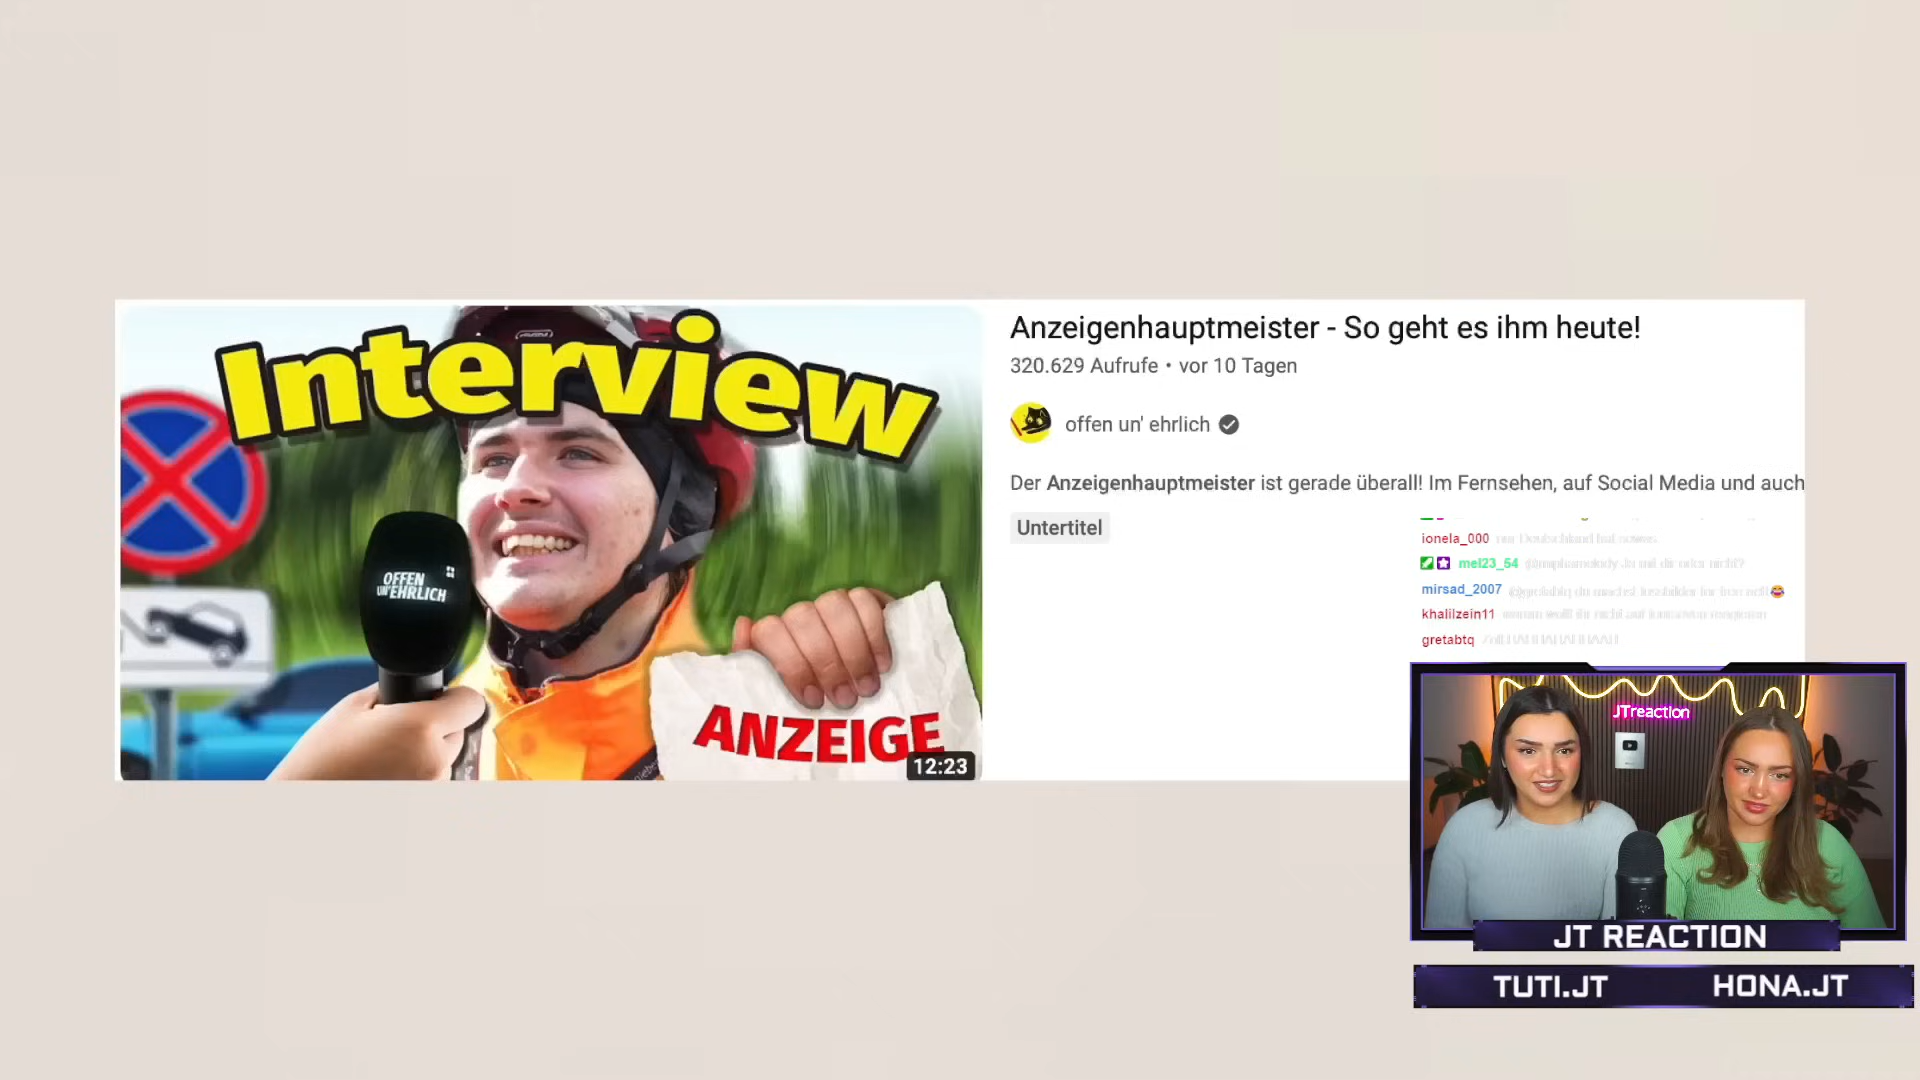 Interview
OFFEN
UN'EHRLICH
ANZEIGE
12:23
Anzeigenhauptmeister - So geht es ihm heute!
320.629 Aufrufe • vor 10 Tagen
offen un' ehrlich
Der Anzeigenhauptmeister ist gerade überall! Im Fernsehen, auf Social Media und auch
Untertitel
ionela_000
mel23_54
mirsad_2007
khalilzein11
gretabtq
JTreaction
JT REACTION
TUTI.JT HONA.JT